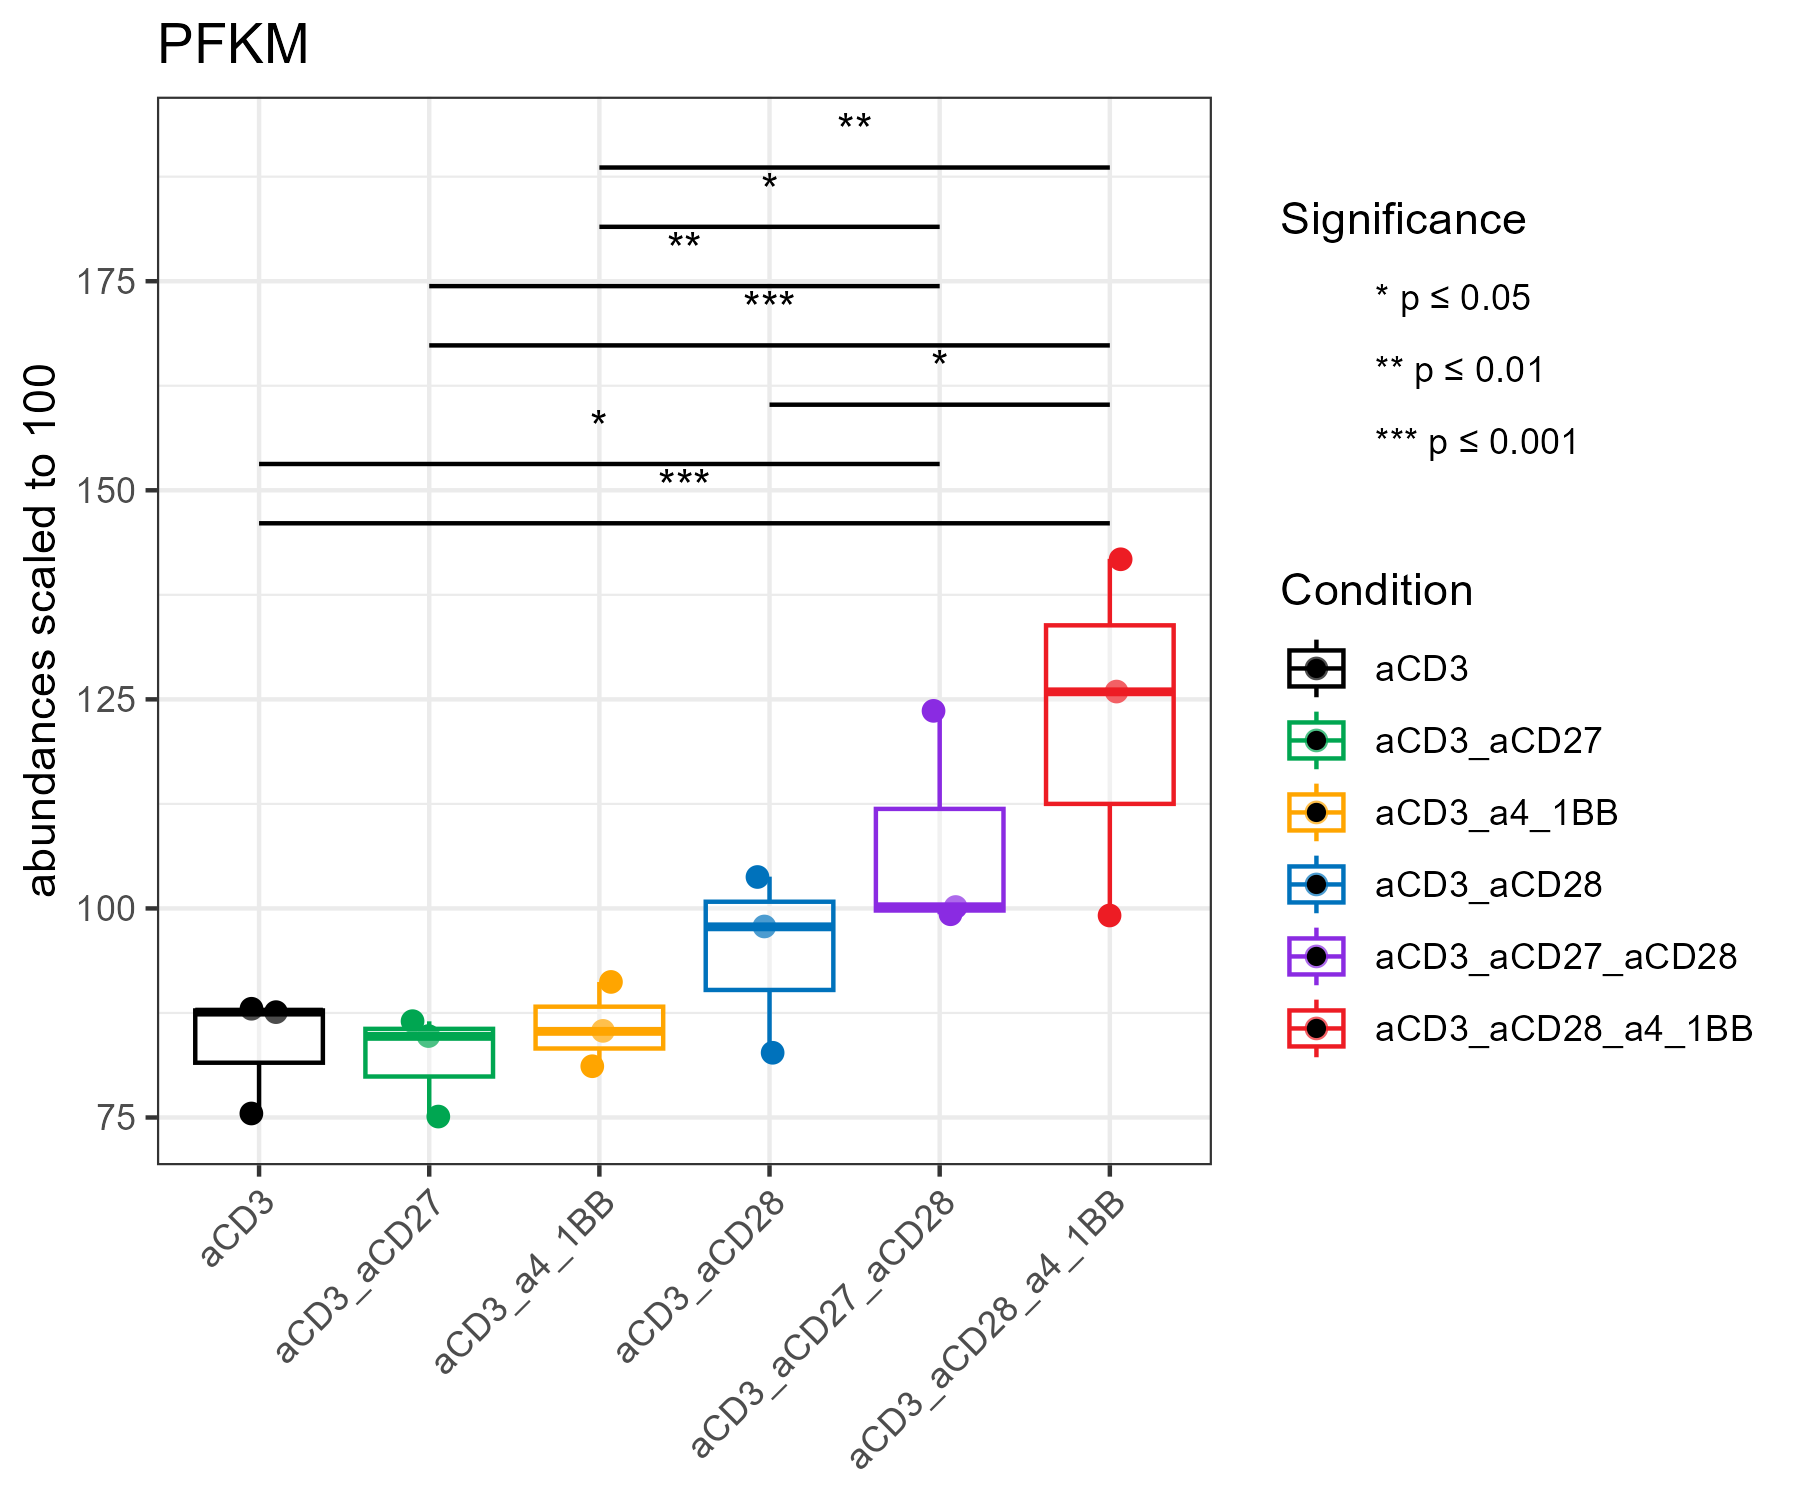 PFKM
**
*
**
***
*
*
***
abundances scaled to 100
175
150
125
100
75
aCD3
aCD3_aCD27
aCD3_a4_1BB
aCD3_aCD28
aCD3_aCD27_aCD28
aCD3_aCD28_a4_1BB
Significance
* p ≤ 0.05
** p ≤ 0.01
*** p ≤ 0.001
Condition
aCD3
aCD3_aCD27
aCD3_a4_1BB
aCD3_aCD28
aCD3_aCD27_aCD28
aCD3_aCD28_a4_1BB